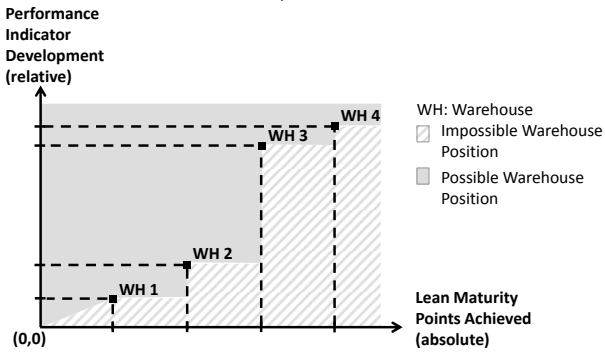 Performance
Indicator
Development
(relative)
WH 4
WH 3
WH 2
WH 1
(0,0)
WH: Warehouse
Impossible Warehouse
Position
Possible Warehouse
Position
Lean Maturity
Points Achieved
(absolute)